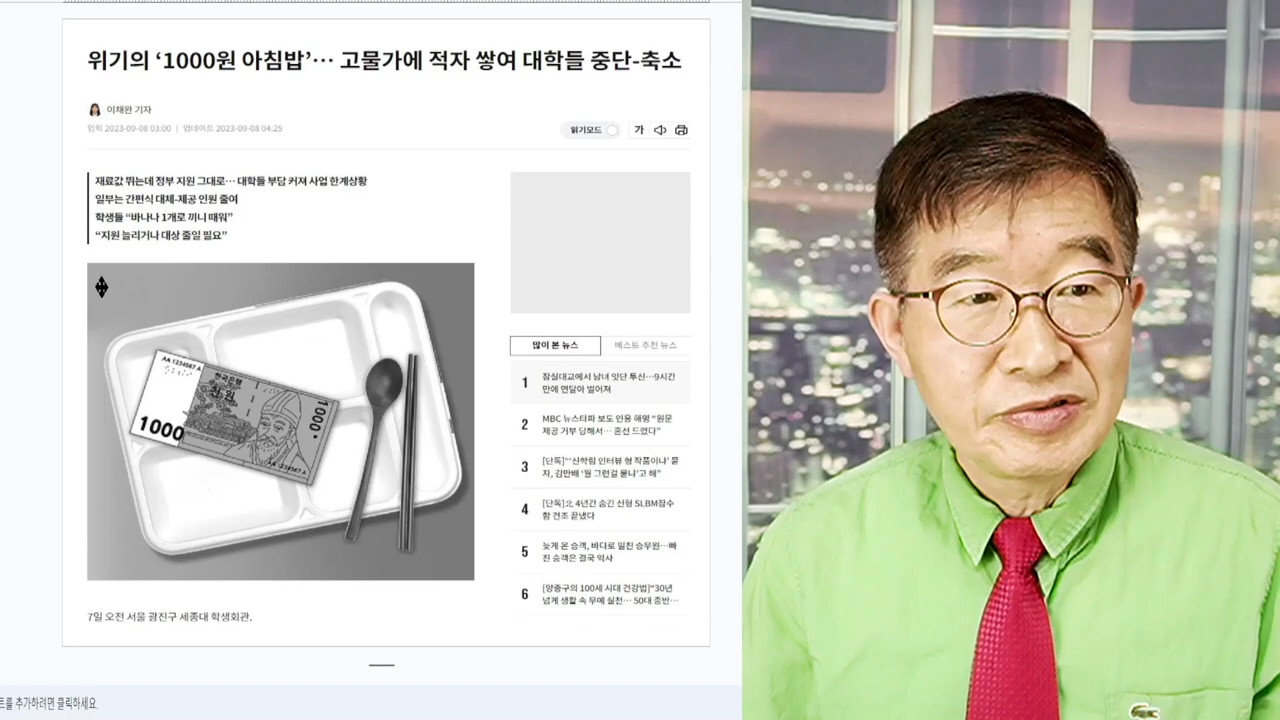 위기의 ‘1000원 아침밥’… 고물가에 적자 쌓여 대학들 중단-축소
이채완 기자
입력 2023-09-08 03:00 | 업데이트 2023-09-08 04:25
읽기모드
가
재료값 뛰는데 정부 지원 그대로… 대학들 부담 커져 사업 한계상황
일부는 간편식 대체-제공 인원 줄여
학생들 “바나나 1개로 끼니 때워”
“지원 늘리거나 대상 줄일 필요”
AA 1234567 A
한국은행
천원
1000
1000
AA 1234567 A
많이 본 뉴스
베스트 추천 뉴스
1 잠실대교에서 남녀 잇단 투신…9시간
만에 연달아 벌어져
2 MBC 뉴스타파 보도 인용 해명 “원문
제공 거부 당해서… 혼선 드렸다”
3 [단독]“‘신학림 인터뷰 형 작품이냐’ 묻
자, 김만배 ‘뭘 그런걸 묻냐’고 해”
4 [단독]北 4년간 숨긴 신형 SLBM잠수
함 건조 끝냈다
5 늦게 온 승객, 바다로 밀친 승무원…빠
진 승객은 결국 익사
6 [양종구의 100세 시대 건강법]“30년
넘게 생활 속 무예 실천… 50대 중반…
7일 오전 서울 광진구 세종대 학생회관.
트를 추가하려면 클릭하세요.